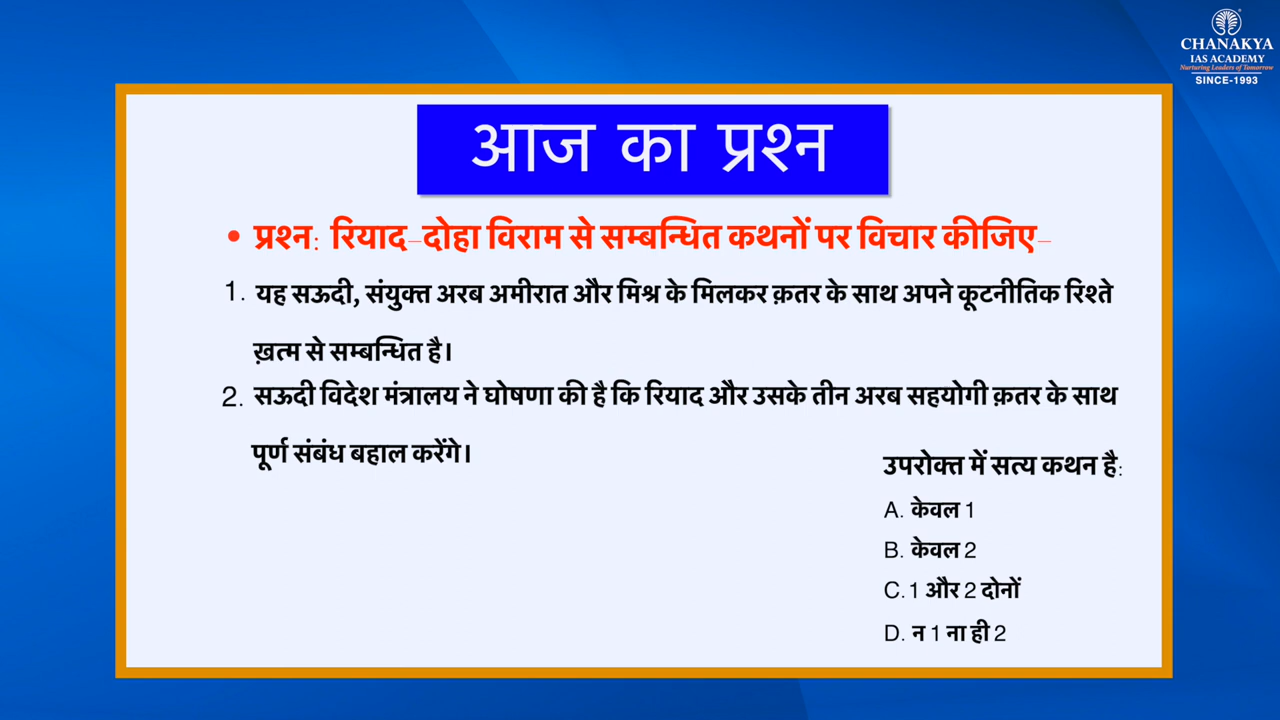 CHANAKYA
IAS ACADEMY
Nurturing Leaders of Tomorrow
SINCE-1993
आज का प्रश्न
• प्रश्न: रियाद-दोहा विराम से सम्बन्धित कथनों पर विचार कीजिए-
1. यह सऊदी, संयुक्त अरब अमीरात और मिश्र के मिलकर क़तर के साथ अपने कूटनीतिक रिश्ते
ख़त्म से सम्बन्धित है।
2. सऊदी विदेश मंत्रालय ने घोषणा की है कि रियाद और उसके तीन अरब सहयोगी क़तर के साथ
पूर्ण संबंध बहाल करेंगे।
उपरोक्त में सत्य कथन है:
A. केवल 1
B. केवल 2
C. 1 और 2 दोनों
D. न 1 ना ही 2